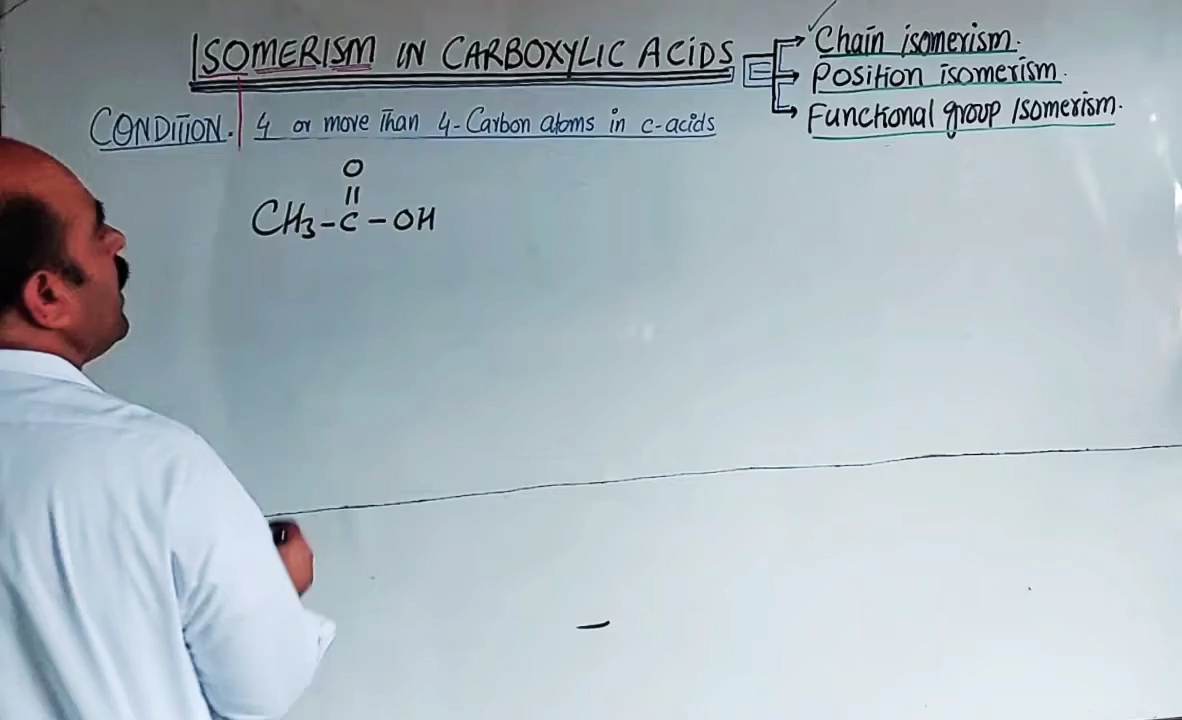 ISOMERISM IN CARBOXYLIC ACIDS
Chain isomerism.
Position isomerism.
Functional group Isomerism.
CONDITION. 4 or more Than 4-Carbon atoms in c-acids
O
||
CH3-C-OH